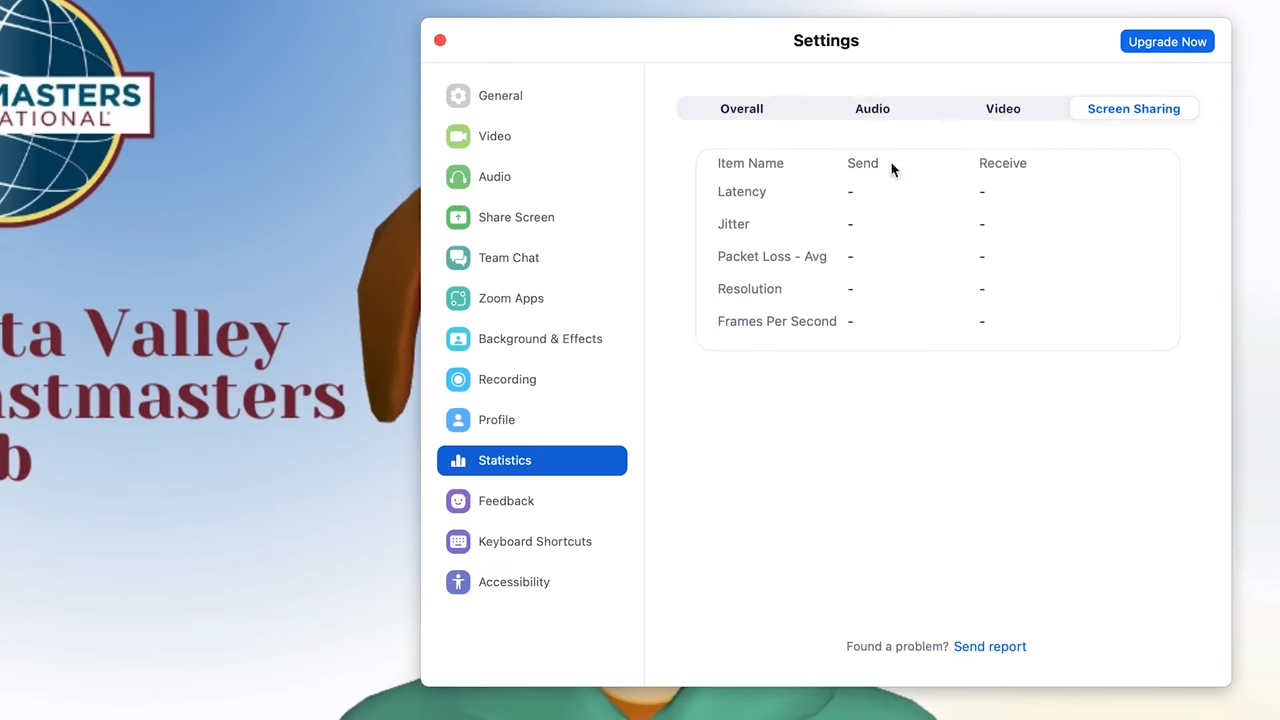 MASTERS
ATIONAL®
ta Valley
astmasters
b
Settings
Upgrade Now
General
Video
Audio
Share Screen
Team Chat
Zoom Apps
Background & Effects
Recording
Profile
Statistics
Feedback
Keyboard Shortcuts
Accessibility
Overall Audio Video Screen Sharing
Item Name Send Receive
Latency - -
Jitter - -
Packet Loss - Avg - -
Resolution - -
Frames Per Second - -
Found a problem? Send report